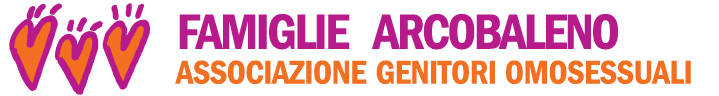 FAMIGLIE ARCOBALENO
ASSOCIAZIONE GENITORI OMOSESSUALI